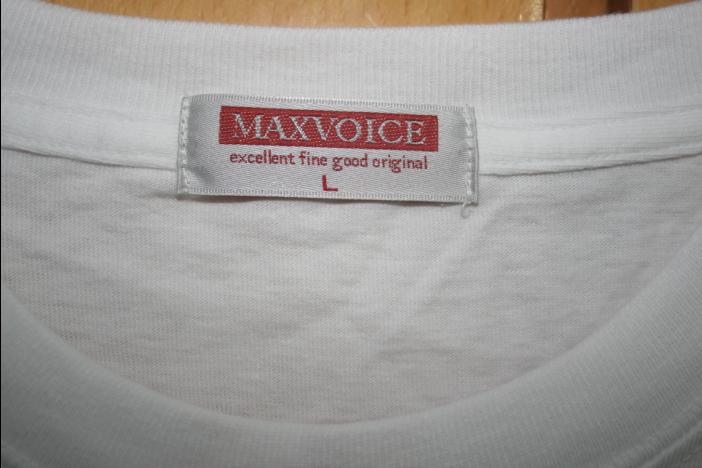 MAXVOICE
excellent fine good original
L